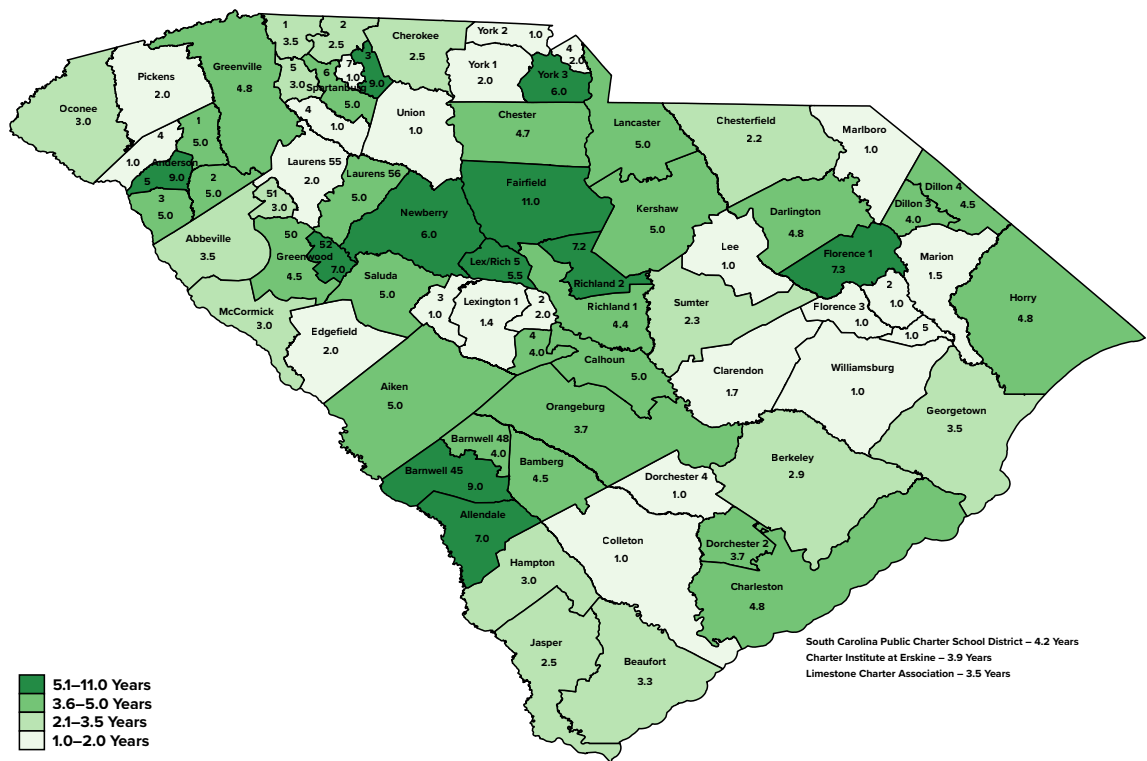 1
3.5
2
2.5
Cherokee
2.5
York 2 1.0
4
2.0
York 1
2.0
York 3
6.0
Greenville
4.8
5
3.0
6
Spartanburg
5.0
7
1.0
3
9.0
4
1.0
Pickens
2.0
Oconee
3.0
Union
1.0
Chester
4.7
Lancaster
5.0
Chesterfield
2.2
Marlboro
1.0
1
5.0
4
1.0
Anderson
5 9.0
2
5.0
3
5.0
Laurens 55
2.0
Laurens 56
5.0
51
3.0
Fairfield
11.0
Newberry
6.0
Kershaw
5.0
Darlington
4.8
Dillon 4
4.5
Dillon 3
4.0
Abbeville
3.5
50
Greenwood
4.5
52
7.0
Lee
1.0
Florence 1
7.3
Marion
1.5
Lex/Rich 5
5.5
7.2
Richland 2
Saluda
5.0
Richland 1
4.4
Sumter
2.3
2
1.0
Florence 3
1.0
5
1.0
Horry
4.8
McCormick
3.0
3
1.0
Lexington 1
1.4
2
2.0
4
4.0
Edgefield
2.0
Calhoun
5.0
Clarendon
1.7
Williamsburg
1.0
Aiken
5.0
Orangeburg
3.7
Georgetown
3.5
Barnwell 48
4.0
Bamberg
4.5
Barnwell 45
9.0
Berkeley
2.9
Dorchester 4
1.0
Allendale
7.0
Colleton
1.0
Dorchester 2
3.7
Hampton
3.0
Charleston
4.8
Jasper
2.5
Beaufort
3.3
South Carolina Public Charter School District – 4.2 Years
Charter Institute at Erskine – 3.9 Years
Limestone Charter Association – 3.5 Years
5.1–11.0 Years
3.6–5.0 Years
2.1–3.5 Years
1.0–2.0 Years